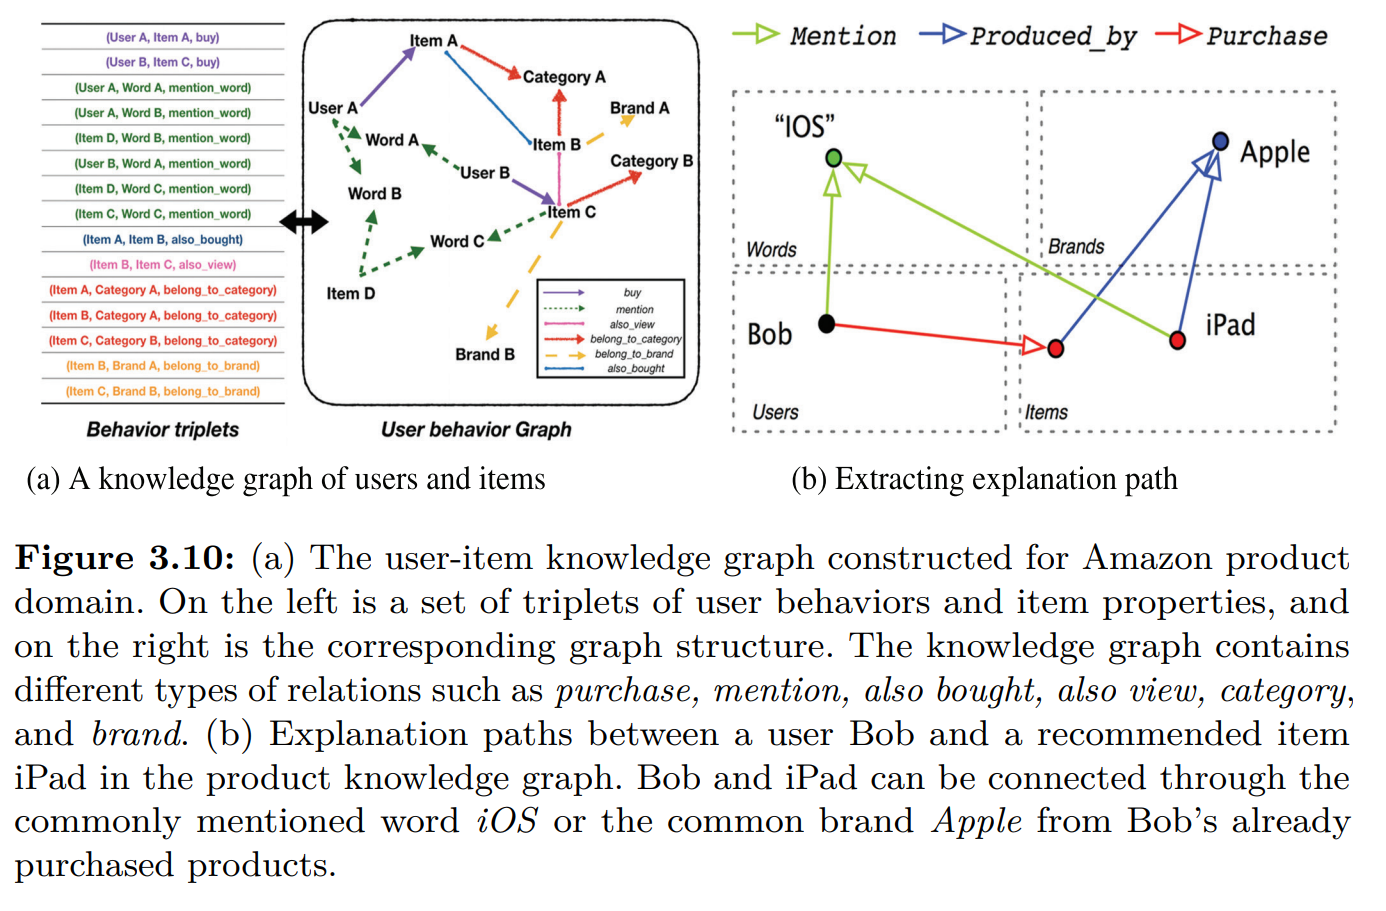 (User A, Item A, buy)
(User B, Item C, buy)
(User A, Word A, mention_word)
(User A, Word B, mention_word)
(Item D, Word B, mention_word)
(User B, Word A, mention_word)
(Item D, Word C, mention_word)
(Item C, Word C, mention_word)
(Item A, Item B, also_bought)
(Item B, Item C, also_view)
(Item A, Category A, belong_to_category)
(Item B, Category A, belong_to_category)
(Item C, Category B, belong_to_category)
(Item B, Brand A, belong_to_brand)
(Item C, Brand B, belong_to_brand)
Behavior triplets
Item A
Category A
User A
Brand A
Word A
Item B
Category B
User B
Word B
Item C
Word C
Item D
Brand B
buy
mention
also_view
belong_to_category
belong_to_brand
also_bought
User behavior Graph
Mention
Produced_by
Purchase
"IOS"
Apple
Words
Brands
Bob
iPad
Users
Items
(a) A knowledge graph of users and items
(b) Extracting explanation path
Figure 3.10: (a) The user-item knowledge graph constructed for Amazon product
domain. On the left is a set of triplets of user behaviors and item properties, and
on the right is the corresponding graph structure. The knowledge graph contains
different types of relations such as purchase, mention, also bought, also view, category,
and brand. (b) Explanation paths between a user Bob and a recommended item
iPad in the product knowledge graph. Bob and iPad can be connected through the
commonly mentioned word iOS or the common brand Apple from Bob's already
purchased products.